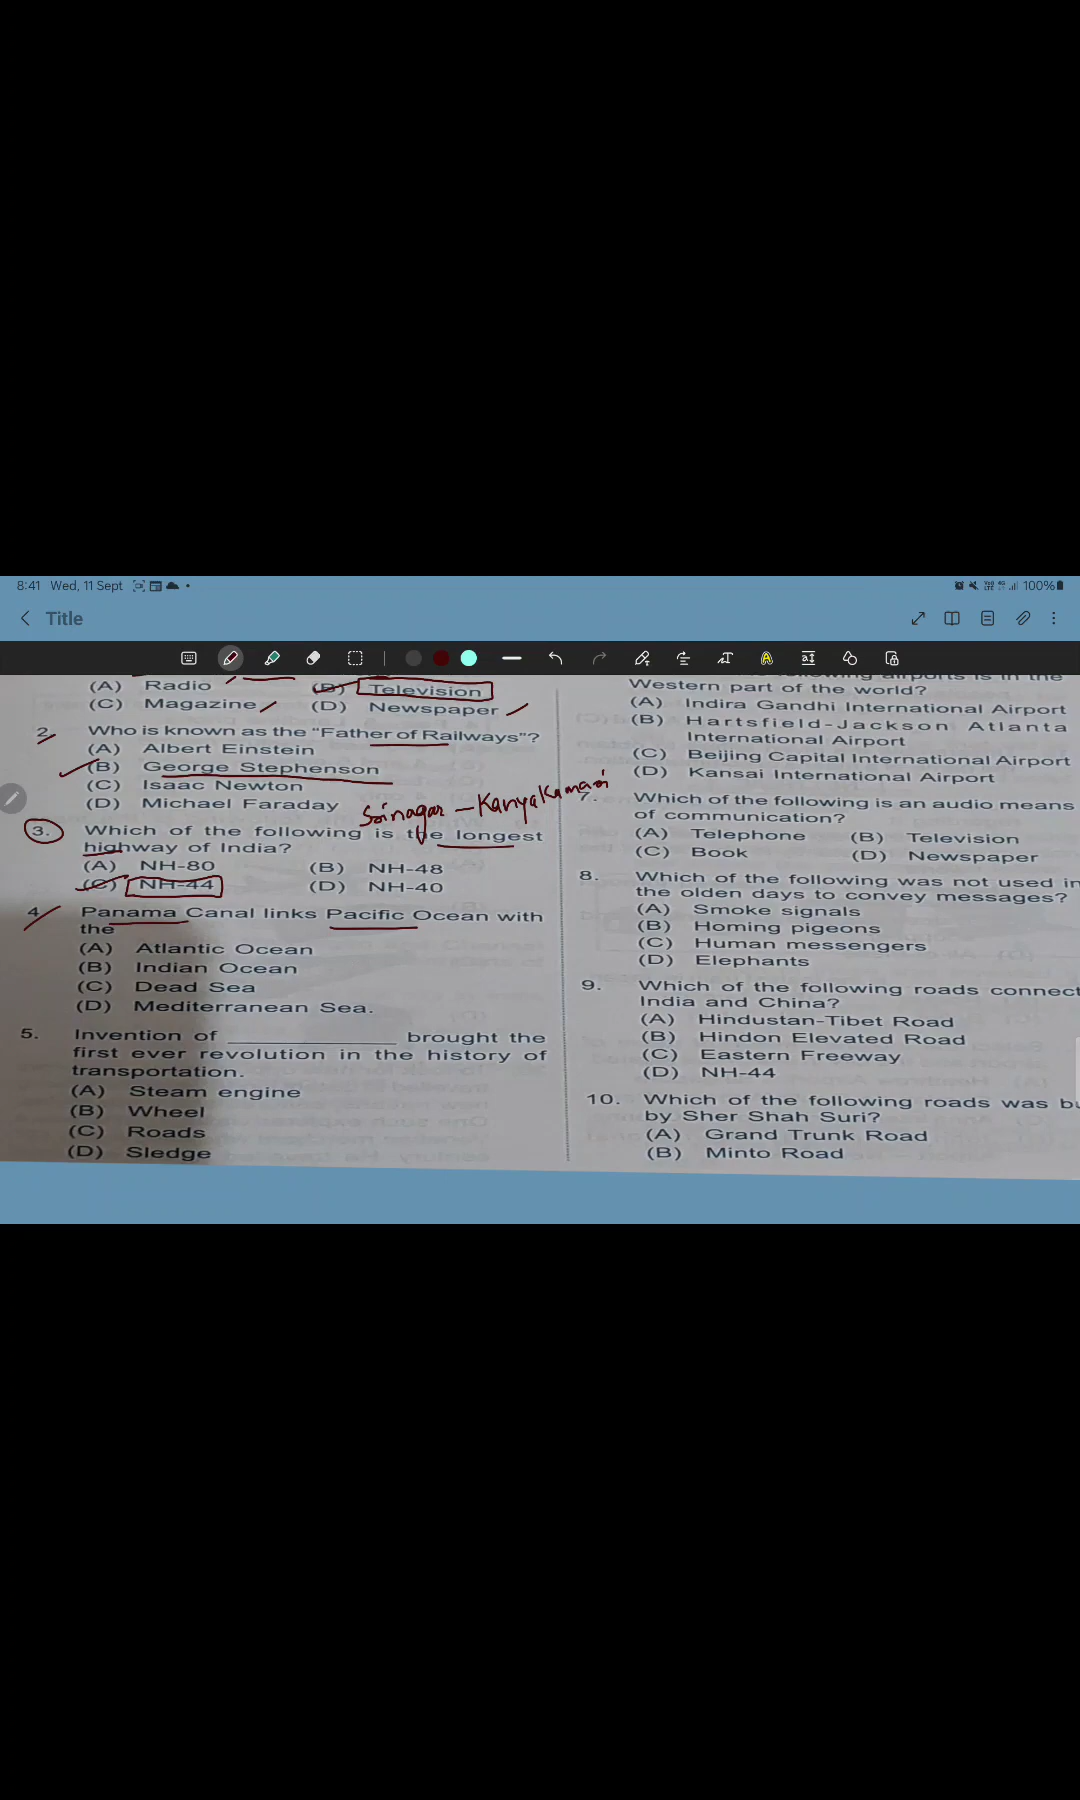 8:41 Wed, 11 Sept
100%
Title
(A) Radio (B) Television
(C) Magazine (D) Newspaper
2. Who is known as the "Father of Railways"?
(A) Albert Einstein
(B) George Stephenson
(C) Isaac Newton
(D) Michael Faraday
Srinagar - Kanyakumari
3. Which of the following is the longest
highway of India?
(A) NH-80 (B) NH-48
(C) NH-44 (D) NH-40
4. Panama Canal links Pacific Ocean with
the
(A) Atlantic Ocean
(B) Indian Ocean
(C) Dead Sea
(D) Mediterranean Sea.
5. Invention of ____________ brought the
first ever revolution in the history of
transportation.
(A) Steam engine
(B) Wheel
(C) Roads
(D) Sledge
following airports is in the
Western part of the world?
(A) Indira Gandhi International Airport
(B) Hartsfield-Jackson Atlanta
International Airport
(C) Beijing Capital International Airport
(D) Kansai International Airport
7. Which of the following is an audio means
of communication?
(A) Telephone (B) Television
(C) Book (D) Newspaper
8. Which of the following was not used in
the olden days to convey messages?
(A) Smoke signals
(B) Homing pigeons
(C) Human messengers
(D) Elephants
9. Which of the following roads connect
India and China?
(A) Hindustan-Tibet Road
(B) Hindon Elevated Road
(C) Eastern Freeway
(D) NH-44
10. Which of the following roads was bu
by Sher Shah Suri?
(A) Grand Trunk Road
(B) Minto Road